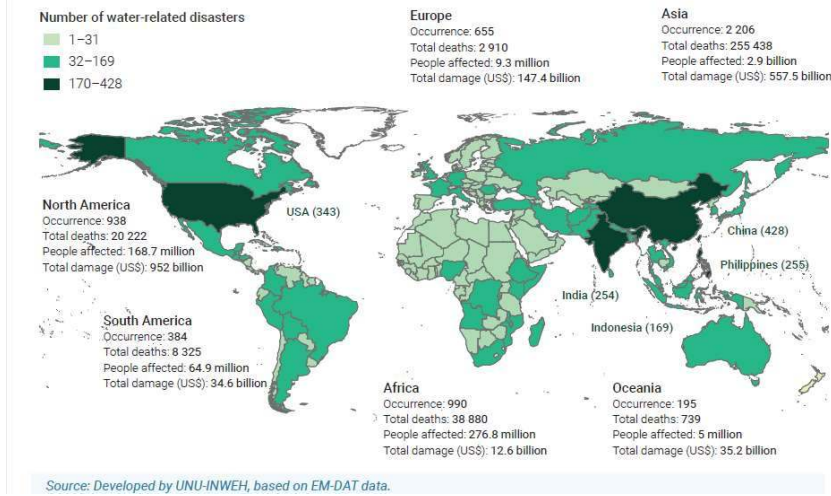 Number of water-related disasters
1–31
32–169
170–428
Europe
Occurrence: 655
Total deaths: 2 910
People affected: 9.3 million
Total damage (US$): 147.4 billion
Asia
Occurrence: 2 206
Total deaths: 255 438
People affected: 2.9 billion
Total damage (US$): 557.5 billion
North America
Occurrence: 938
Total deaths: 20 222
People affected: 168.7 million
Total damage (US$): 952 billion
USA (343)
China (428)
Philippines (255)
India (254)
Indonesia (169)
South America
Occurrence: 384
Total deaths: 8 325
People affected: 64.9 million
Total damage (US$): 34.6 billion
Africa
Occurrence: 990
Total deaths: 38 880
People affected: 276.8 million
Total damage (US$): 12.6 billion
Oceania
Occurrence: 195
Total deaths: 739
People affected: 5 million
Total damage (US$): 35.2 billion
Source: Developed by UNU-INWEH, based on EM-DAT data.